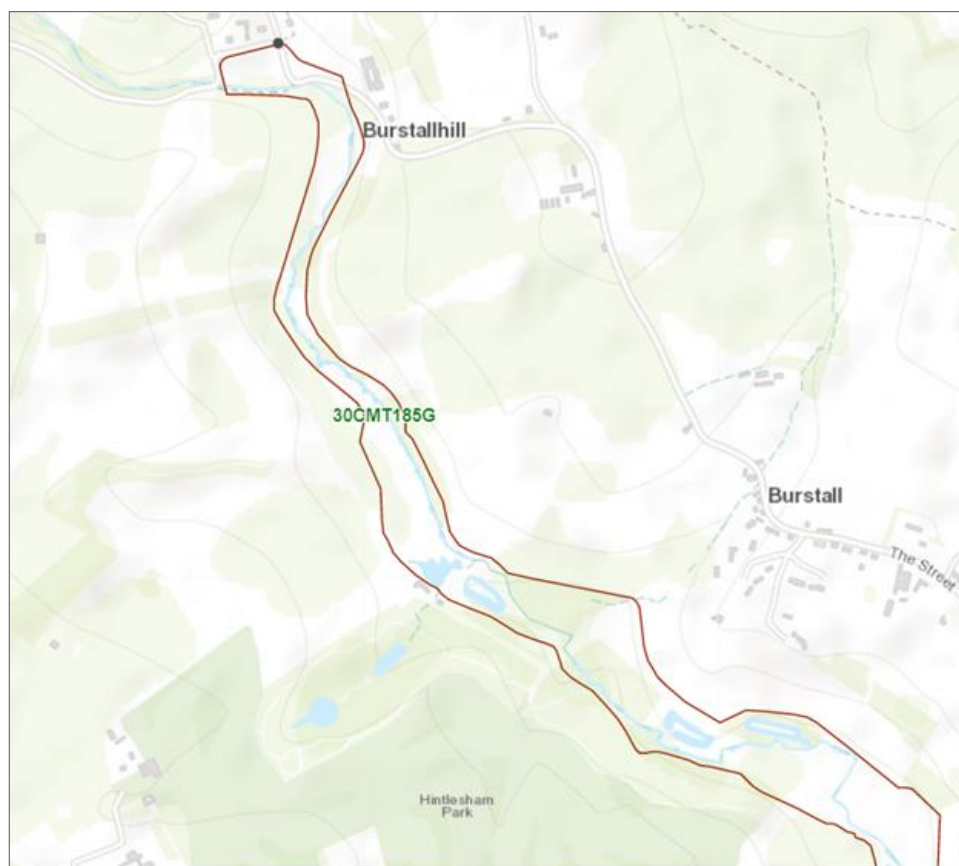 Burstallhill
30CMT185G
Burstall
The Street
Hintlesham
Park